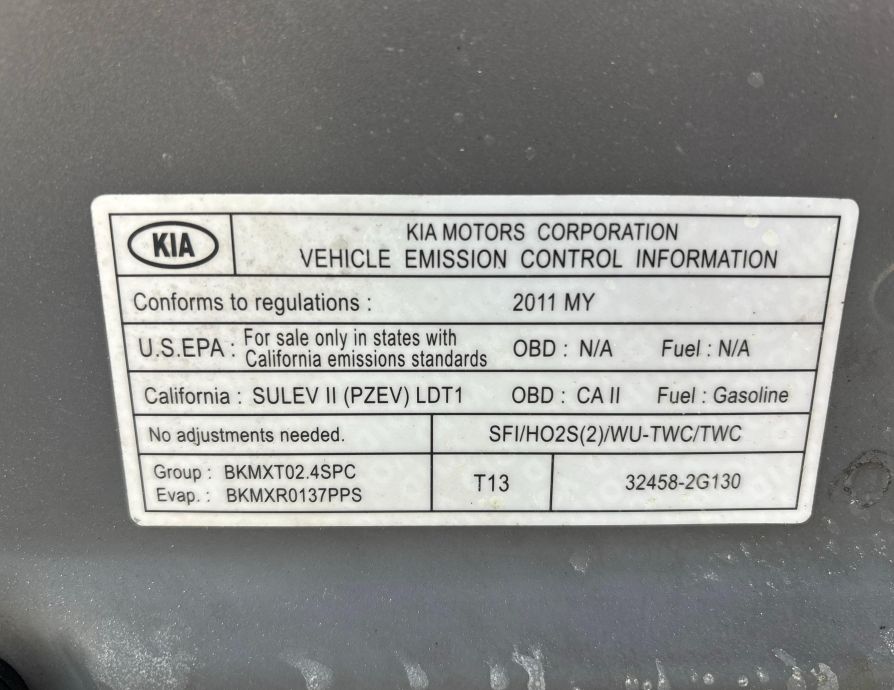 KIA
KIA MOTORS CORPORATION
VEHICLE EMISSION CONTROL INFORMATION
Conforms to regulations : 2011 MY
U.S.EPA : For sale only in states with California emissions standards OBD : N/A Fuel : N/A
California : SULEV II (PZEV) LDT1 OBD : CA II Fuel : Gasoline
No adjustments needed. SFI/HO2S(2)/WU-TWC/TWC
Group : BKMXT02.4SPC
Evap. : BKMXR0137PPS
T13
32458-2G130